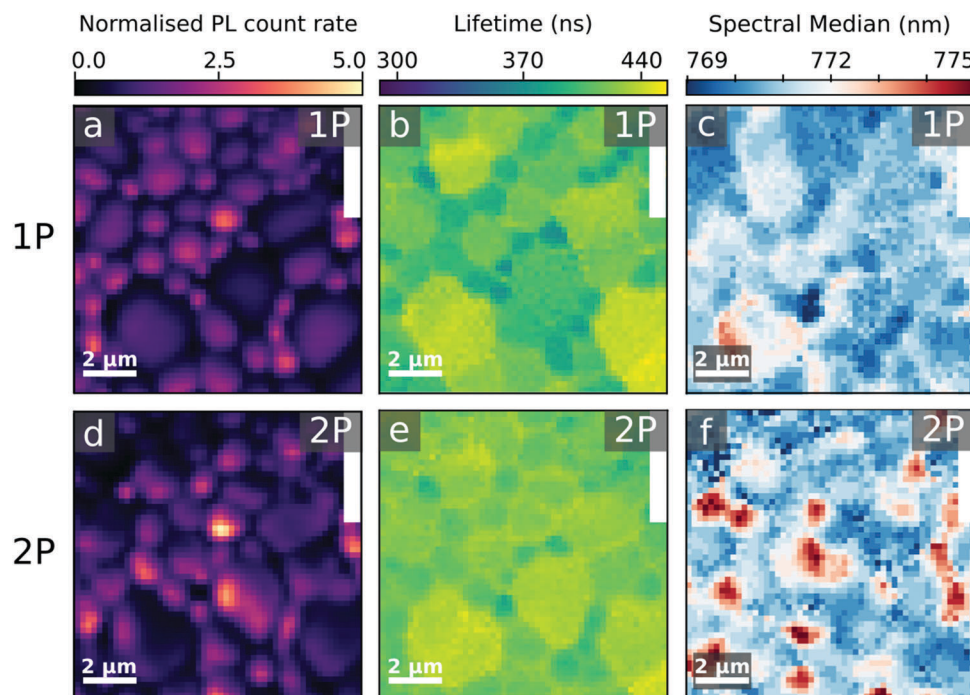 Normalised PL count rate Lifetime (ns) Spectral Median (nm)
0.0 2.5 5.0 300 370 440 769 772 775
a 1P b 1P c 1P
1P
2 μm 2 μm 2 μm
d 2P e 2P f 2P
2P
2 μm 2 μm 2 μm